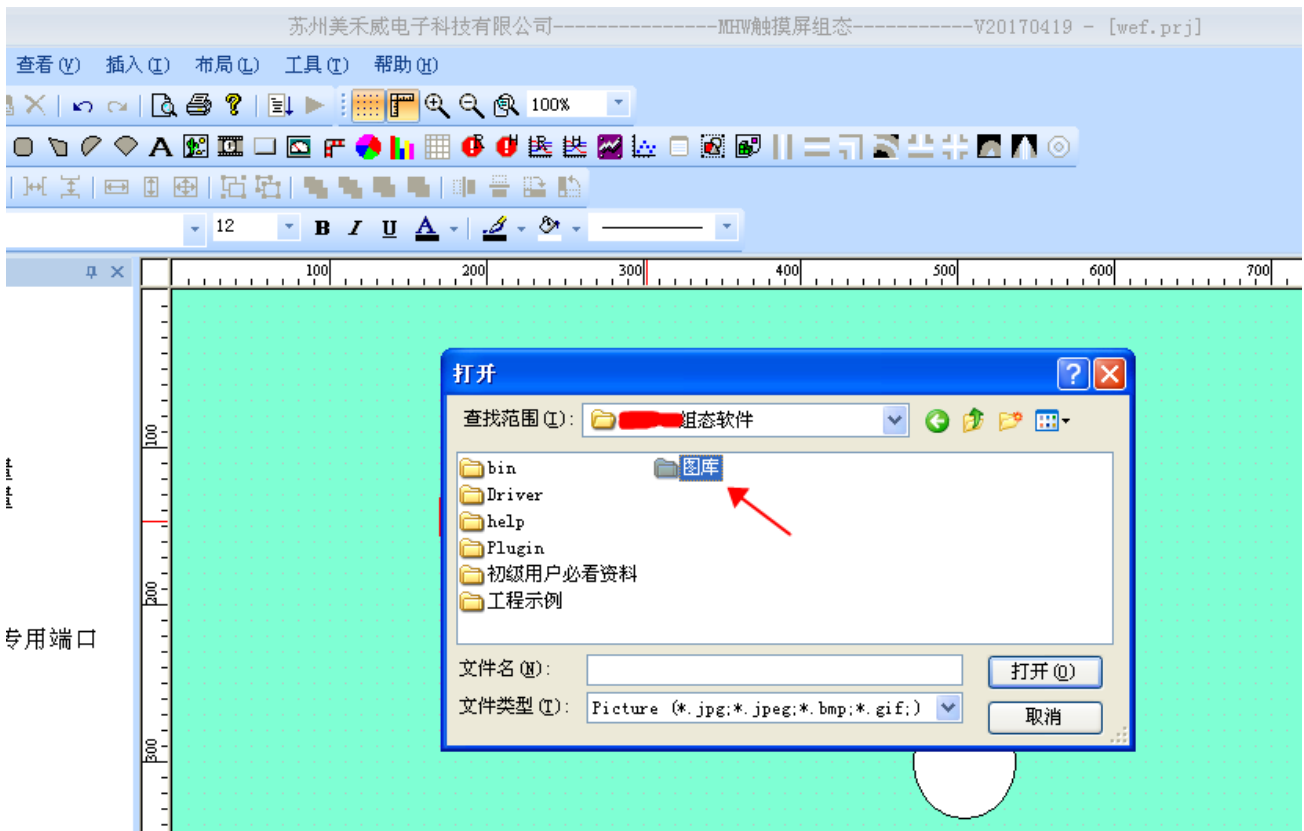 苏州美禾威电子科技有限公司---------------MHW触摸屏组态-----------V20170419 - [wef.prj]
查看(V) 插入(I) 布局(L) 工具(T) 帮助(H)
100%
12 B I U A
100 200 300 400 500 600 700
打开
查找范围(I): 组态软件
bin 图库
Driver
help
Plugin
初级用户必看资料
工程示例
文件名(N): 打开(O)
文件类型(T): Picture (*.jpg;*.jpeg;*.bmp;*.gif;) 取消
100
200
300
专用端口